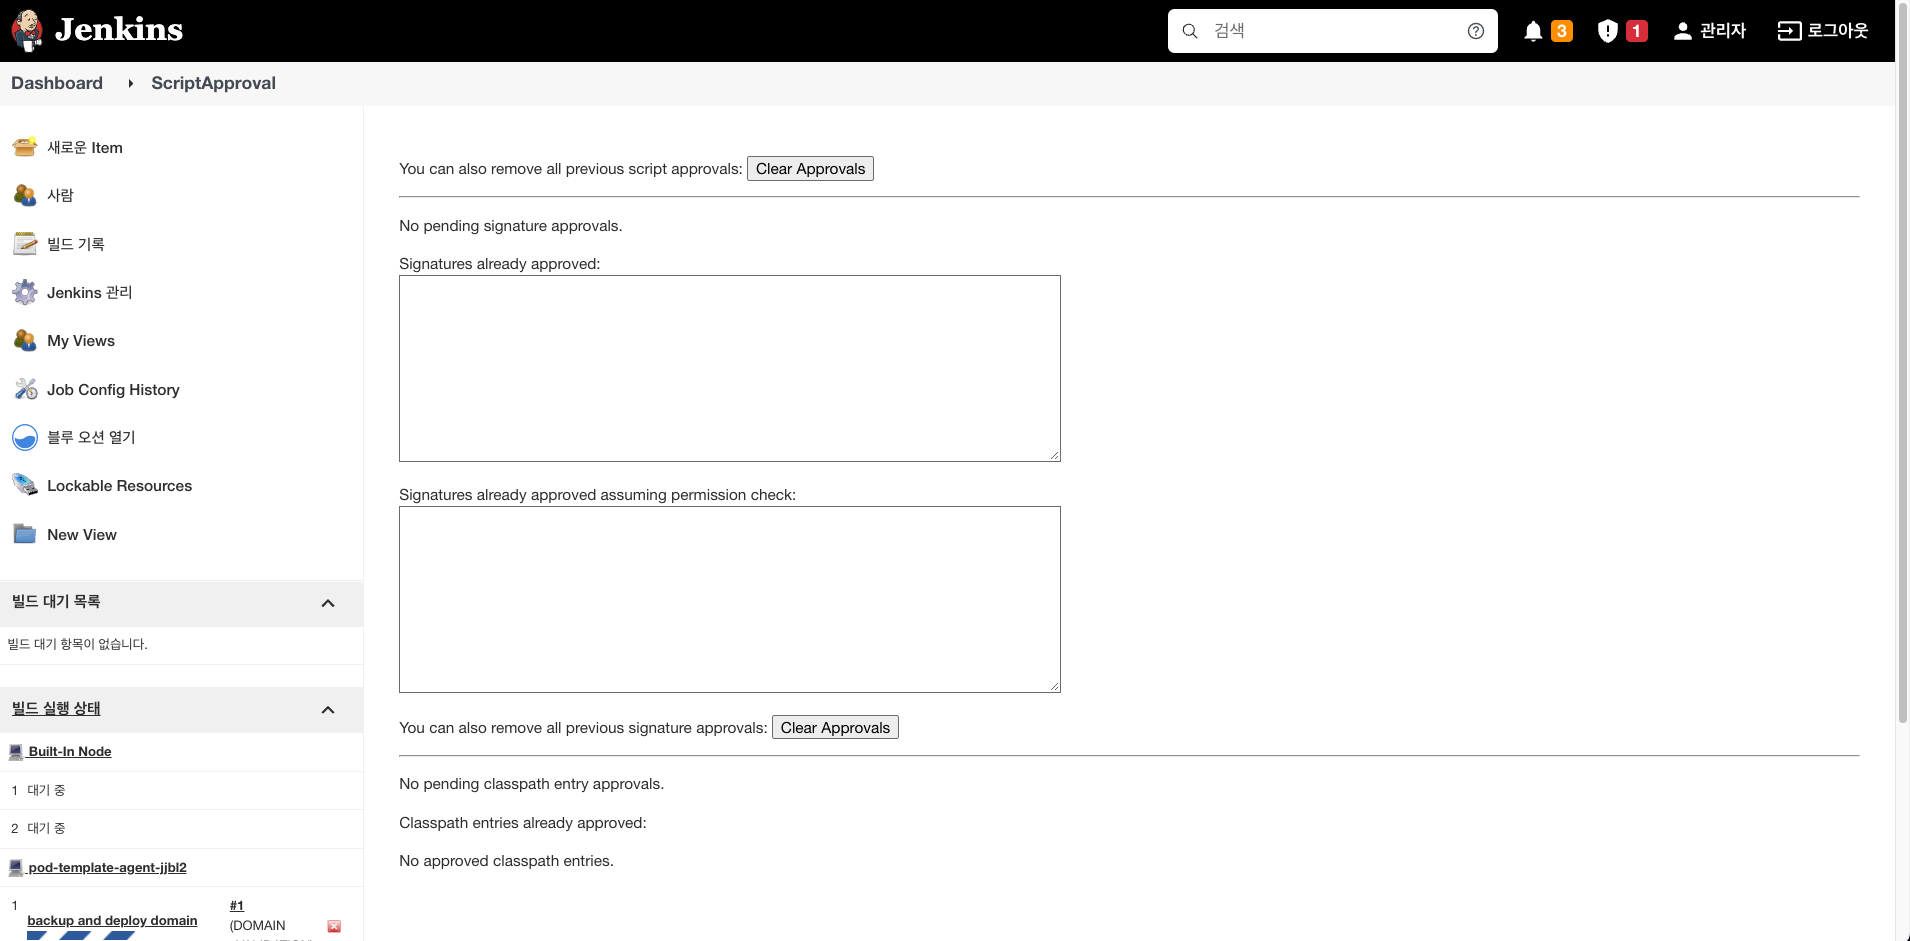 Jenkins
검색
3
1
관리자
로그아웃
Dashboard
ScriptApproval
새로운 Item
사람
빌드 기록
Jenkins 관리
My Views
Job Config History
블루 오션 열기
Lockable Resources
New View
빌드 대기 목록
빌드 대기 항목이 없습니다.
빌드 실행 상태
Built-In Node
1 대기 중
2 대기 중
pod-template-agent-jjbl2
1
backup and deploy domain
#1
(DOMAIN
You can also remove all previous script approvals: Clear Approvals
No pending signature approvals.
Signatures already approved:
Signatures already approved assuming permission check:
You can also remove all previous signature approvals: Clear Approvals
No pending classpath entry approvals.
Classpath entries already approved:
No approved classpath entries.